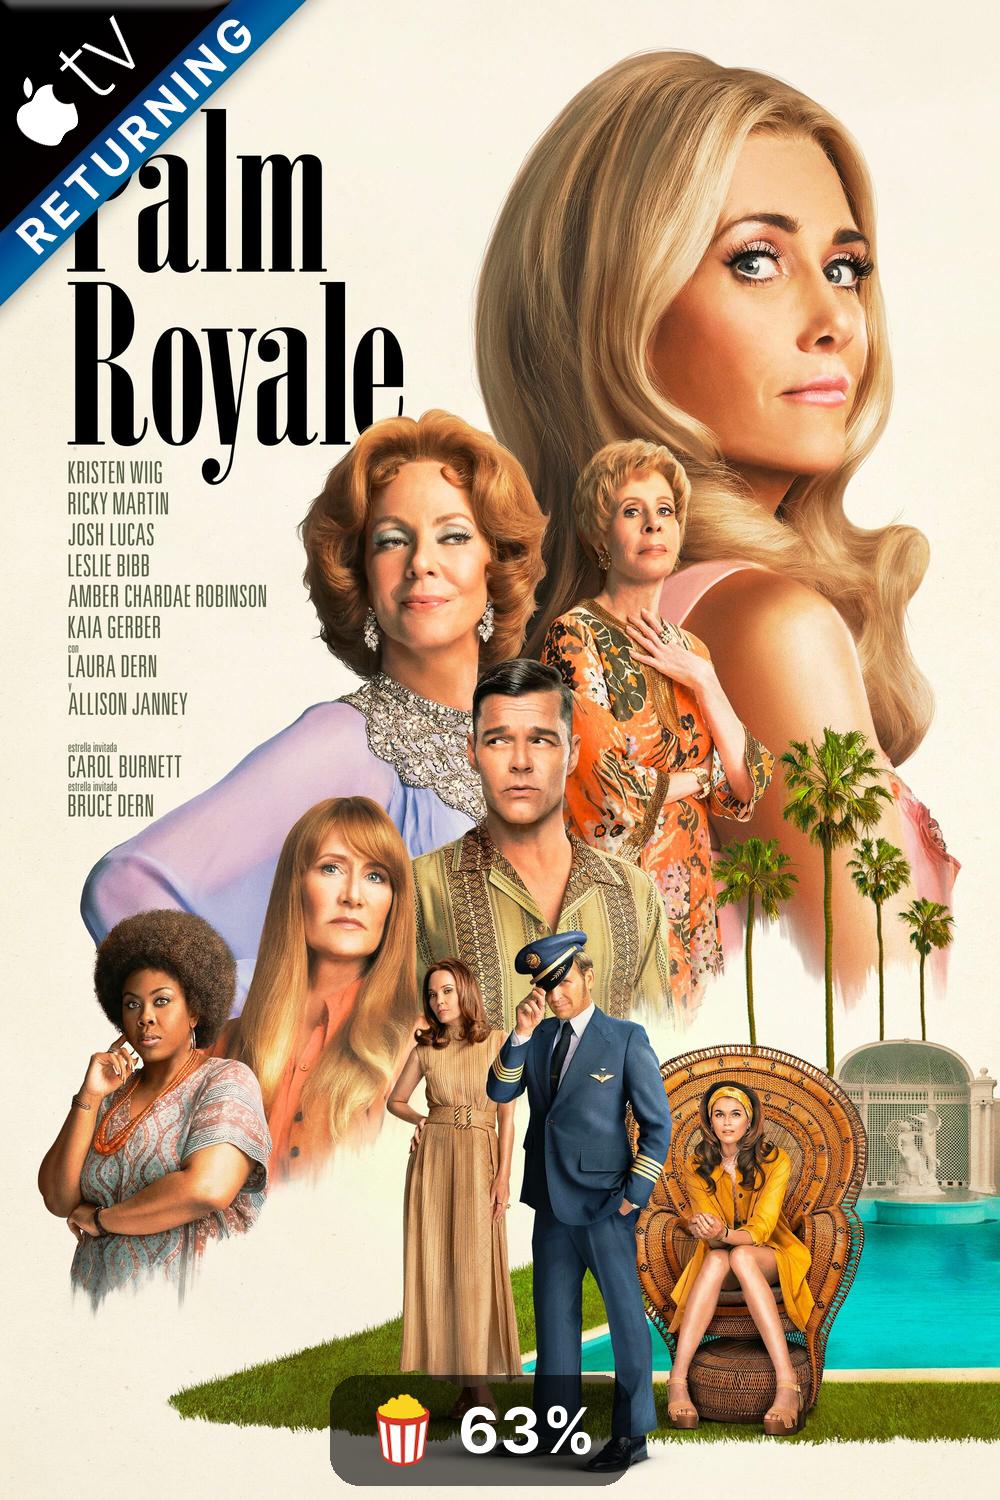 tv
RETURNING
Palm
Royale
KRISTEN WIIG
RICKY MARTIN
JOSH LUCAS
LESLIE BIBB
AMBER CHARDAE ROBINSON
KAIA GERBER
con
LAURA DERN
y
ALLISON JANNEY
estrella invitada
CAROL BURNETT
estrella invitada
BRUCE DERN
63%